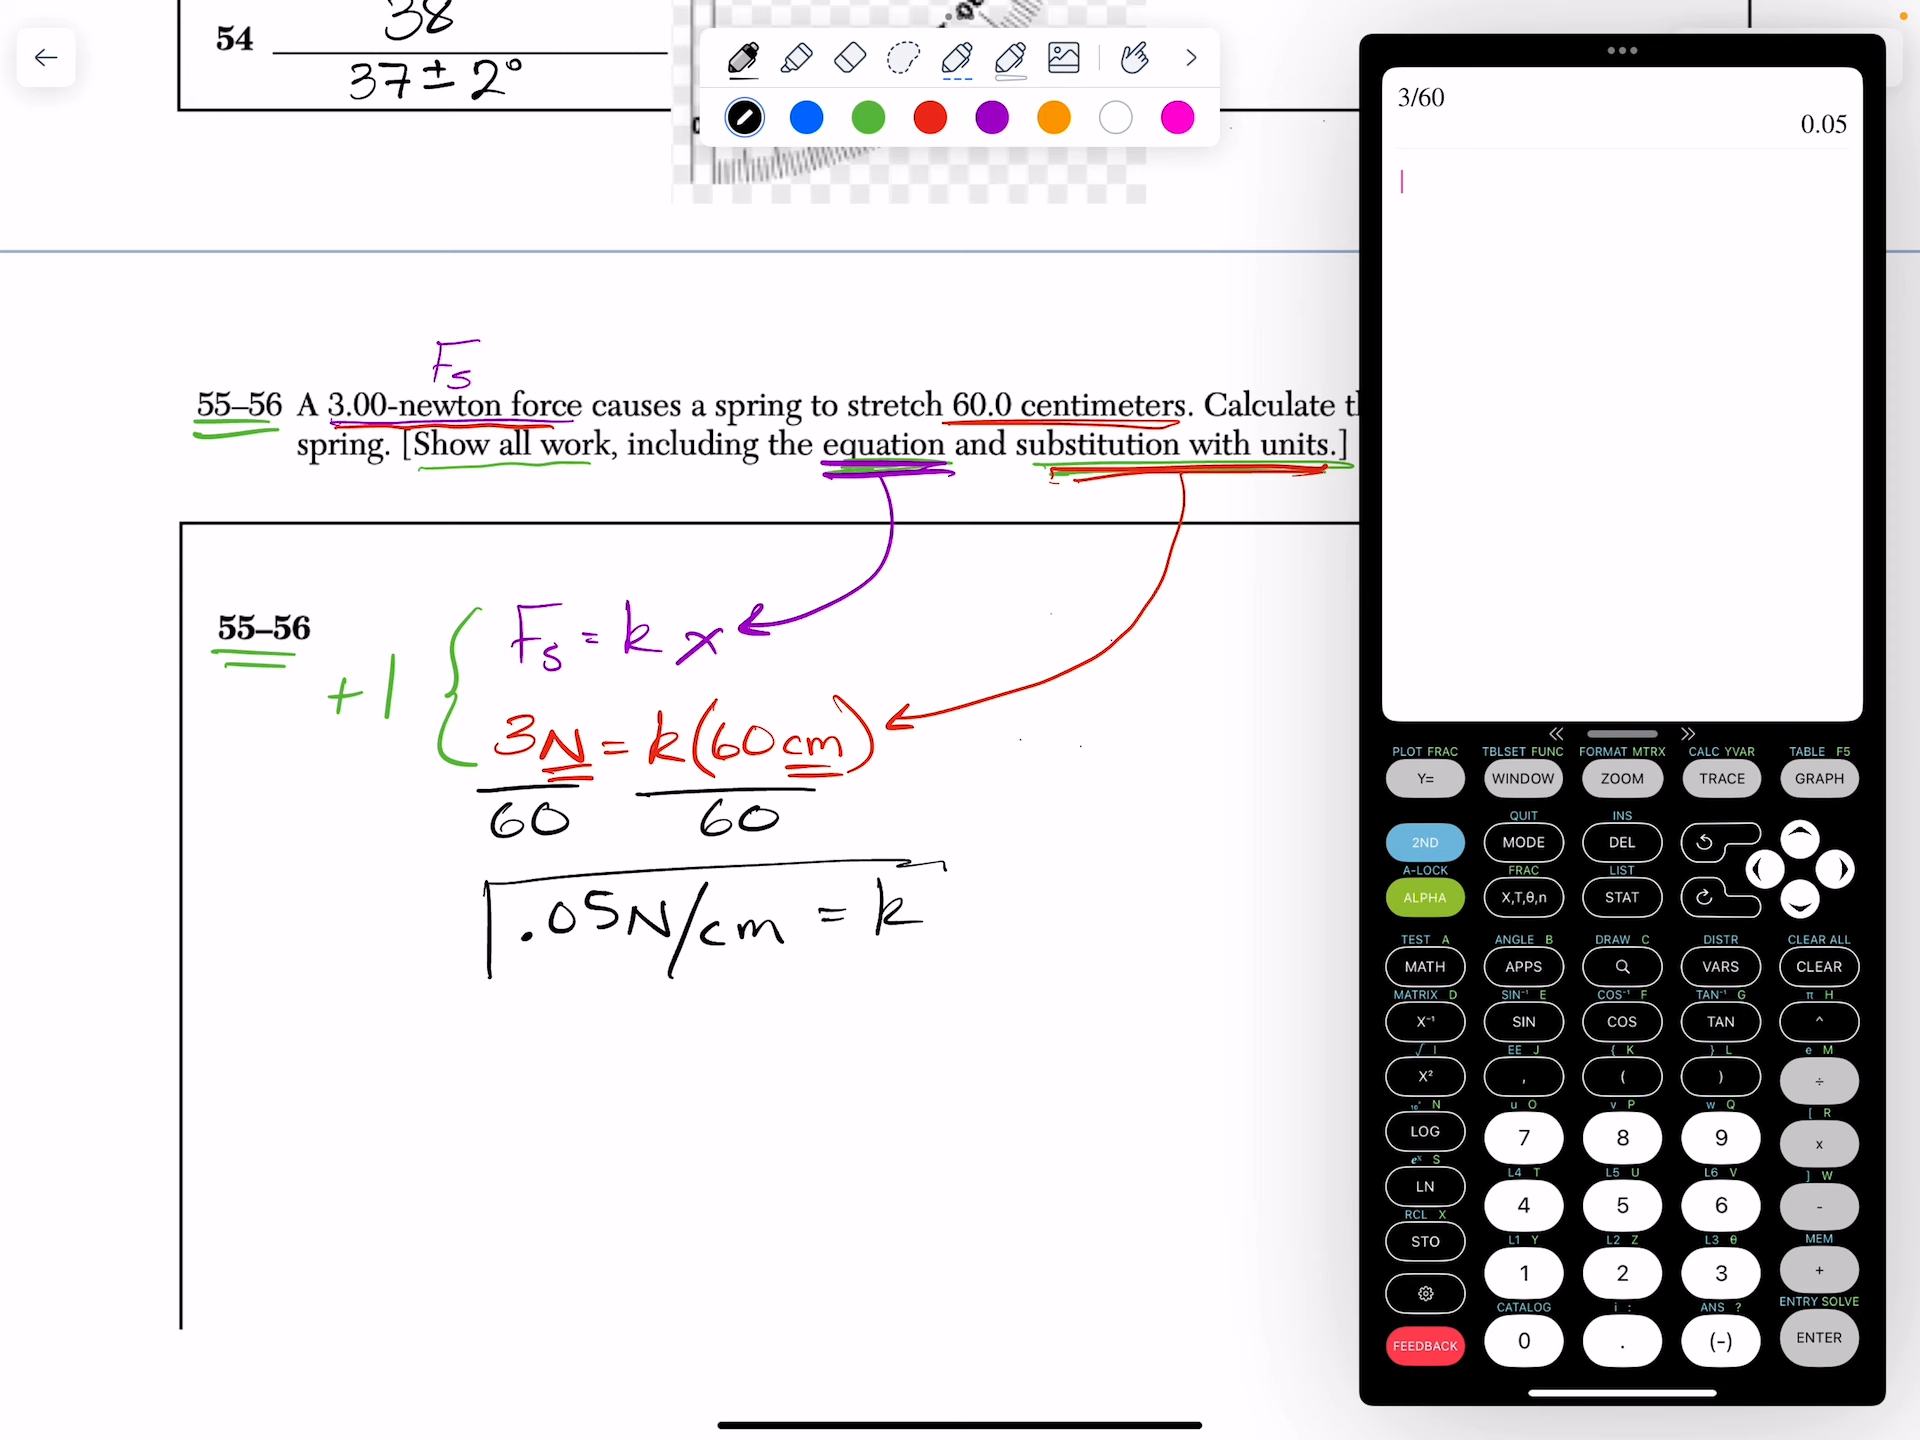 38
54
37 ± 2°
Fs
55–56 A 3.00-newton force causes a spring to stretch 60.0 centimeters. Calculate
spring. [Show all work, including the equation and substitution with units.]
55–56
+1
Fs = kx
3N = k(60cm)
60 60
.05N/cm = k
3/60
0.05
PLOT FRAC TBLSET FUNC FORMAT MTRX CALC YVAR TABLE F5
Y= WINDOW ZOOM TRACE GRAPH
QUIT INS
2ND MODE DEL
A-LOCK FRAC LIST
ALPHA X,T,θ,n STAT
TEST A ANGLE B DRAW C DISTR CLEAR ALL
MATH APPS VARS CLEAR
MATRIX D SIN⁻¹ E COS⁻¹ F TAN⁻¹ G π H
X⁻¹ SIN COS TAN ^
√ I EE J { K } L e M
X² , ( ) ÷
10ˣ N u O v P w Q [ R
LOG 7 8 9 x
eˣ S L4 T L5 U L6 V ] W
LN 4 5 6 -
RCL X L1 Y L2 Z L3 θ MEM
STO 1 2 3 +
CATALOG i : ANS ? ENTRY SOLVE
FEEDBACK 0 . (-) ENTER